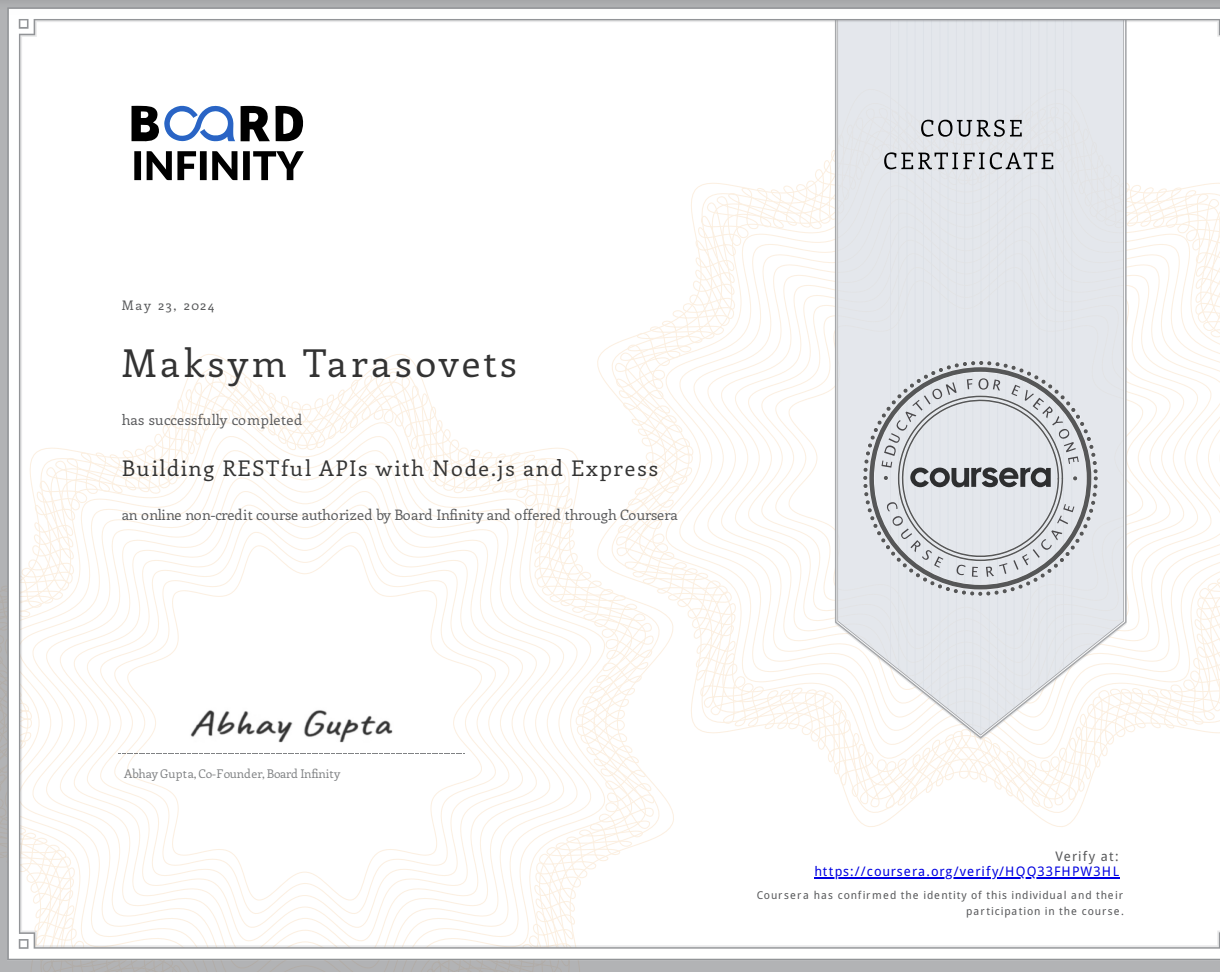 BOARD
INFINITY
COURSE
CERTIFICATE
May 23, 2024
Maksym Tarasovets
has successfully completed
Building RESTful APIs with Node.js and Express
an online non-credit course authorized by Board Infinity and offered through Coursera
EDUCATION FOR EVERYONE
coursera
COURSE CERTIFICATE
Abhay Gupta
Abhay Gupta, Co-Founder, Board Infinity
Verify at:
https://coursera.org/verify/HQQ33FHPW3HL
Coursera has confirmed the identity of this individual and their
participation in the course.